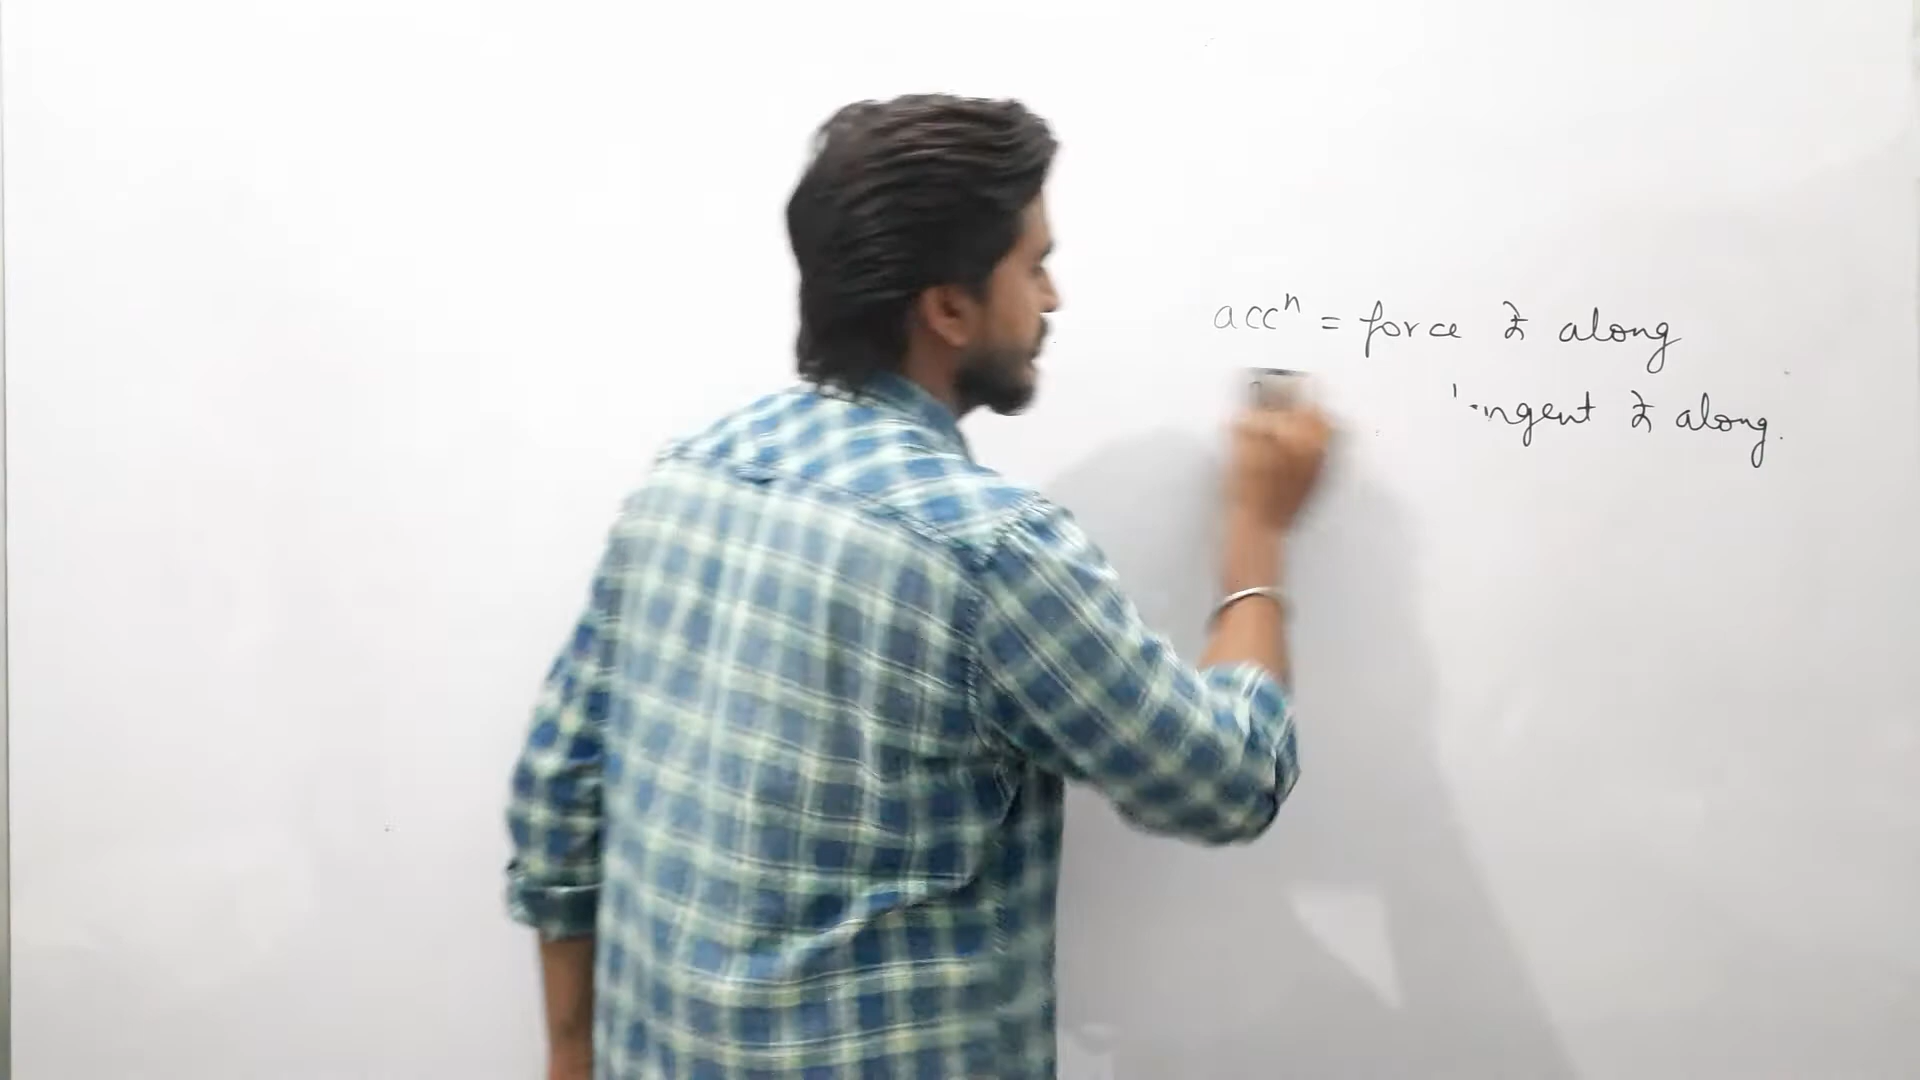 accⁿ = force के along
ngent के along.